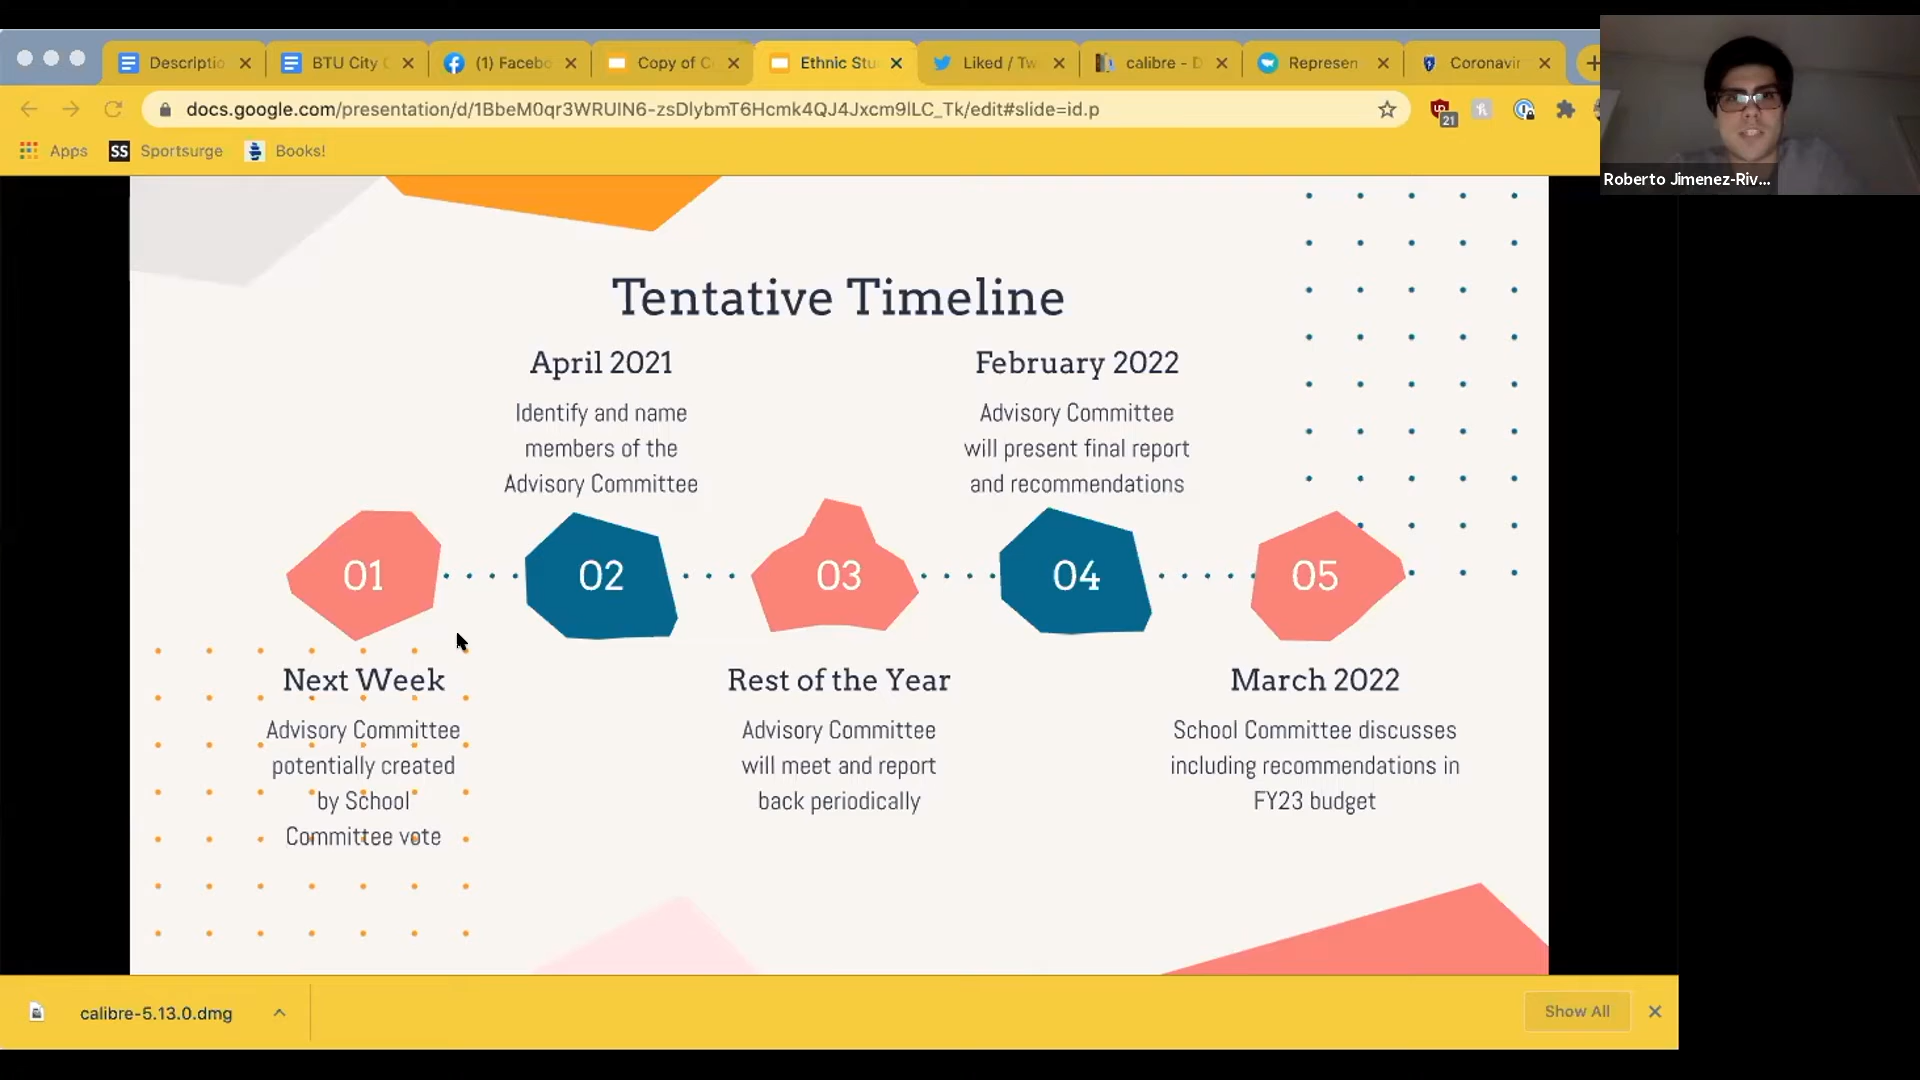 Descriptio
BTU City
(1) Facebo
Copy of C
Ethnic Stu
Liked / Tw
calibre - D
Represen
Coronavir
docs.google.com/presentation/d/1BbeM0qr3WRUIN6-zsDlybmT6Hcmk4QJ4Jxcm9ILC_Tk/edit#slide=id.p
21
Apps
SS
Sportsurge
Books!
Roberto Jimenez-Riv...
Tentative Timeline
April 2021
Identify and name
members of the
Advisory Committee
February 2022
Advisory Committee
will present final report
and recommendations
01
02
03
04
05
Next Week
Advisory Committee
potentially created
by School
Committee vote
Rest of the Year
Advisory Committee
will meet and report
back periodically
March 2022
School Committee discusses
including recommendations in
FY23 budget
calibre-5.13.0.dmg
Show All